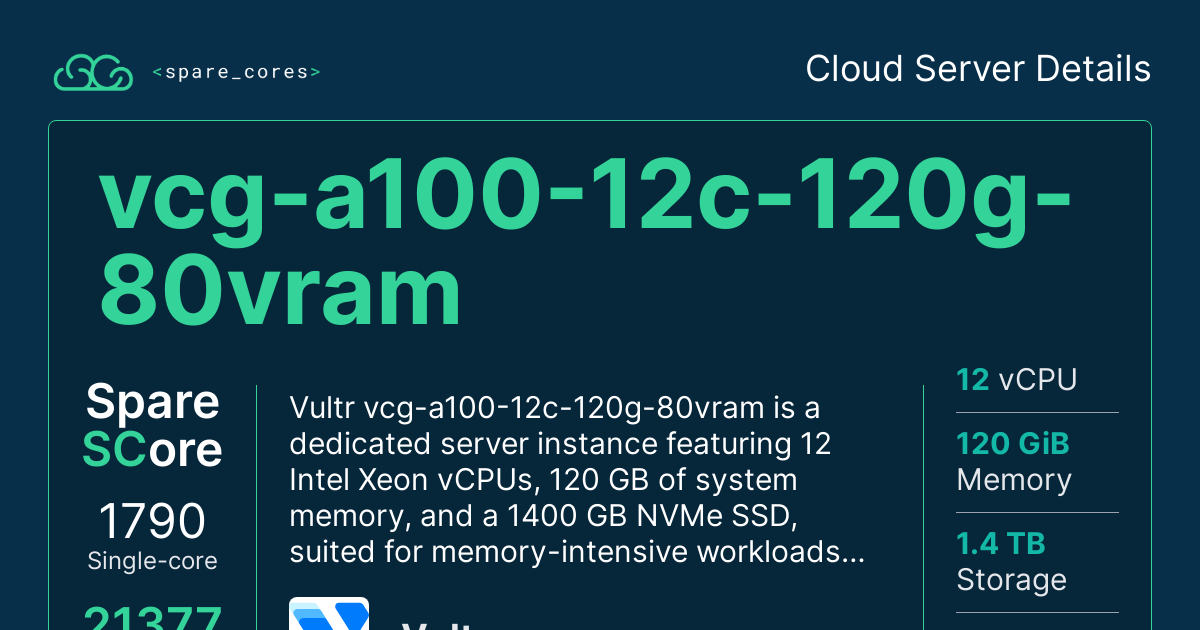 <spare_cores>
Cloud Server Details
vcg-a100-12c-120g-
80vram
Spare
SCore
1790
Single-core
21377
Vultr vcg-a100-12c-120g-80vram is a
dedicated server instance featuring 12
Intel Xeon vCPUs, 120 GB of system
memory, and a 1400 GB NVMe SSD,
suited for memory-intensive workloads...
12 vCPU
120 GiB
Memory
1.4 TB
Storage